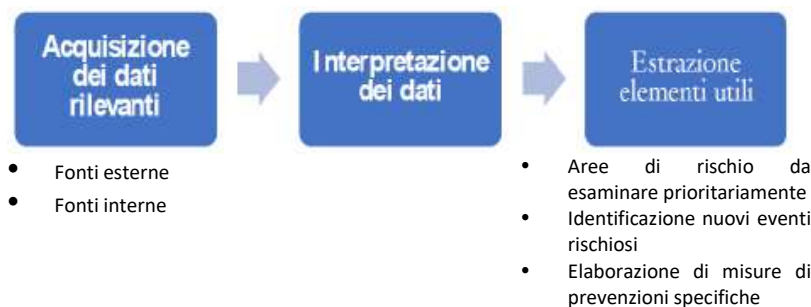 Acquisizione
dei dati
rilevanti
Interpretazione
dei dati
Estrazione
elementi utili
• Fonti esterne
• Fonti interne
• Aree di rischio da
esaminare prioritariamente
• Identificazione nuovi eventi
rischiosi
• Elaborazione di misure di
prevenzioni specifiche